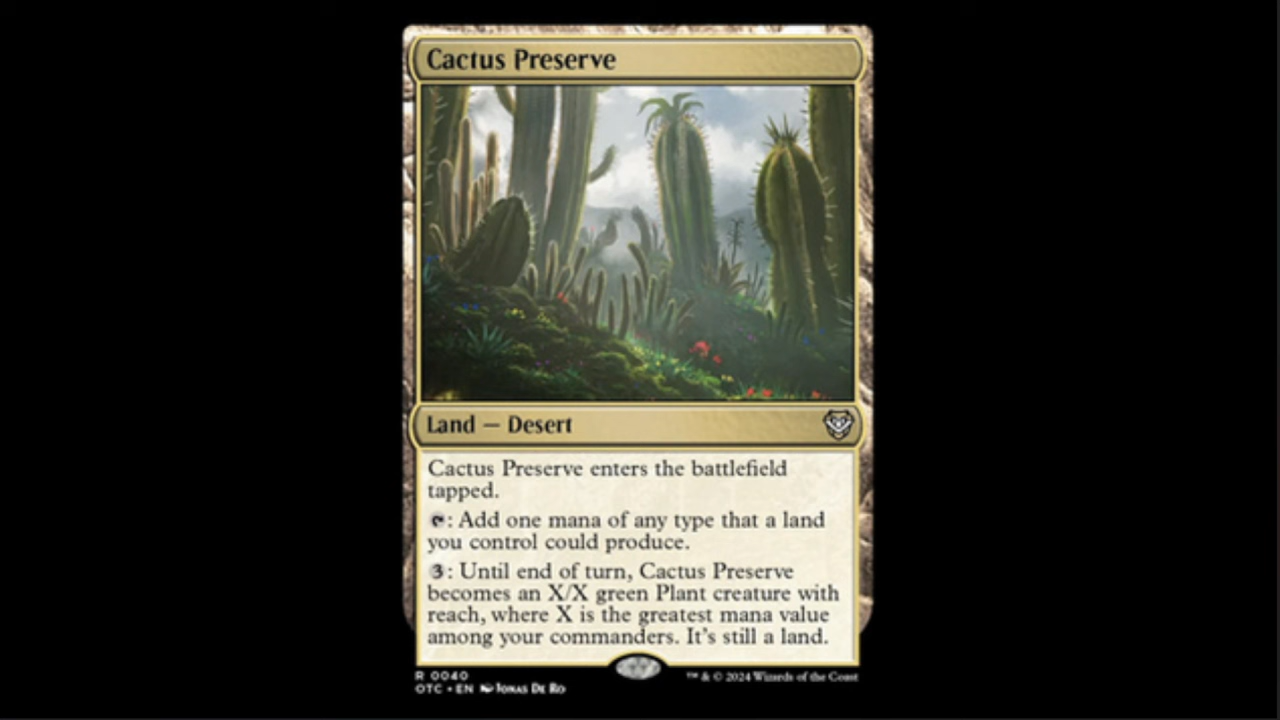 Cactus Preserve
Land — Desert
Cactus Preserve enters the battlefield
tapped.
: Add one mana of any type that a land
you control could produce.
3: Until end of turn, Cactus Preserve
becomes an X/X green Plant creature with
reach, where X is the greatest mana value
among your commanders. It's still a land.
R 0040
™ & © 2024 Wizards of the Coast
OTC • EN Jonas De Ro